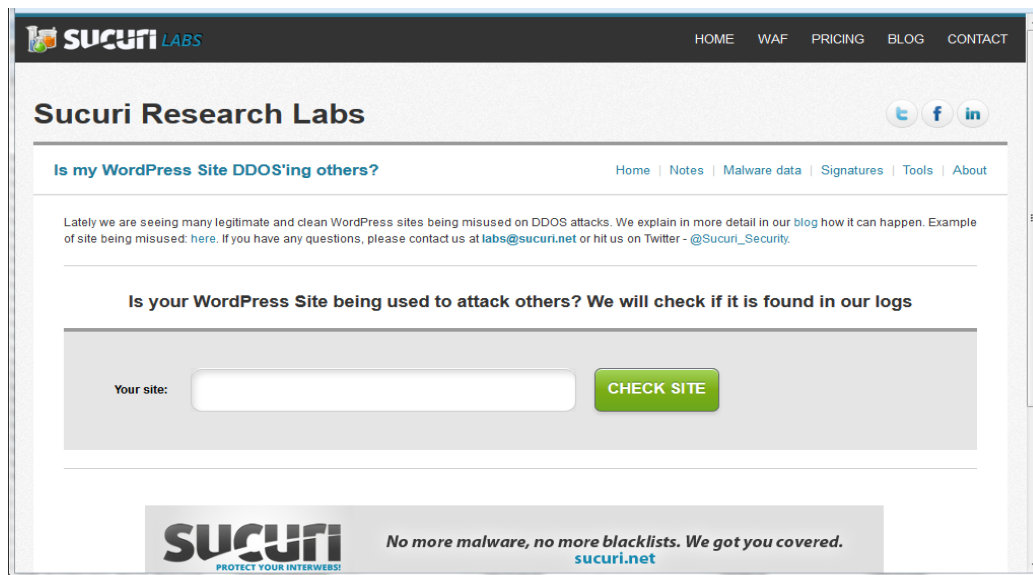 SUCURI LABS
HOME WAF PRICING BLOG CONTACT
Sucuri Research Labs
Is my WordPress Site DDOS'ing others?
Home | Notes | Malware data | Signatures | Tools | About
Lately we are seeing many legitimate and clean WordPress sites being misused on DDOS attacks. We explain in more detail in our blog how it can happen. Example
of site being misused: here. If you have any questions, please contact us at labs@sucuri.net or hit us on Twitter - @Sucuri_Security.
Is your WordPress Site being used to attack others? We will check if it is found in our logs
Your site:
CHECK SITE
SUCURI
PROTECT YOUR INTERWEBS!
No more malware, no more blacklists. We got you covered.
sucuri.net